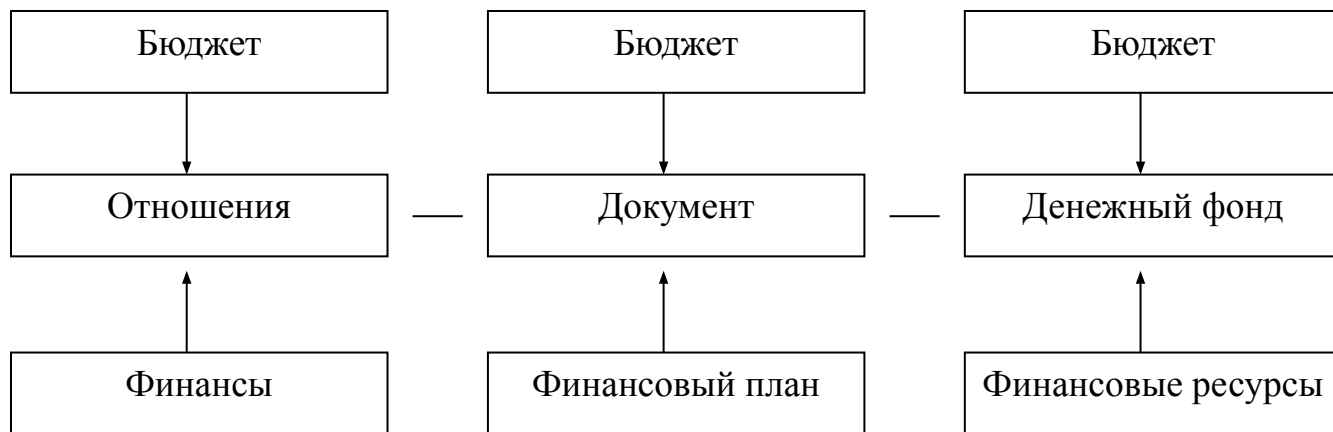 Бюджет
Бюджет
Бюджет
Отношения — Документ — Денежный фонд
Финансы
Финансовый план
Финансовые ресурсы